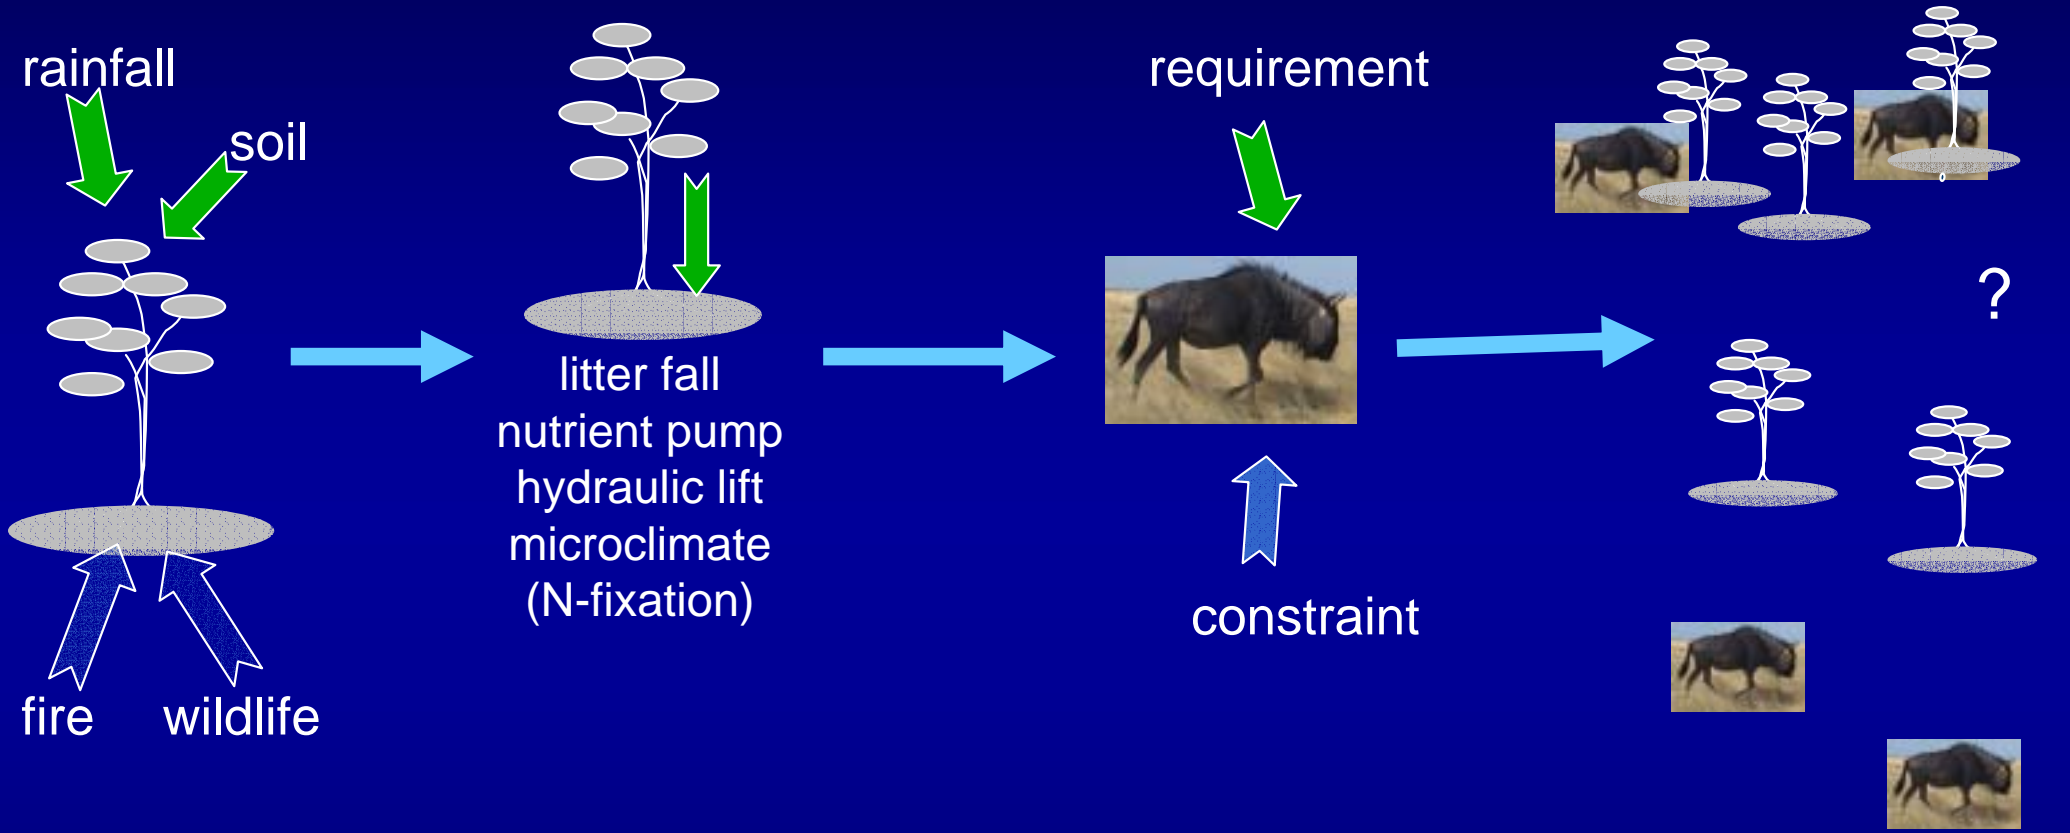 rainfall
soil
fire
wildlife
litter fall
nutrient pump
hydraulic lift
microclimate
(N-fixation)
requirement
constraint
?